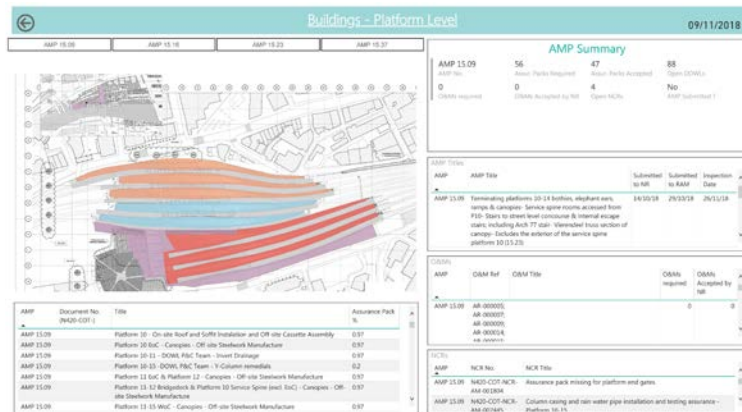 Buildings - Platform Level
09/11/2018
AMP 15.09
AMP 15.16
AMP 15.23
AMP 15.37
AMP Summary
AMP 15.09
56
47
88
AMP No.
Assur. Packs Required
Assur. Packs Accepted
Open DOWLs
0
0
4
No
O&Ms required
O&Ms Accepted by NR
Open NCRs
AMP Submitted ?
AMP Titles
AMP
AMP Title
Submitted to NR
Submitted to RAM
Inspection Date
AMP 15.09
Terminating platforms 10-14 bothies, elephant ears,
ramps & canopies- Service spine rooms accessed from
P10- Stairs to street level concourse & Internal escape
stairs; including Arch 77 stair- Vierendeel truss section of
canopy- Excludes the exterior of the service spine
platform 10 (15.23)
14/10/18
29/10/18
26/11/18
O&Ms
AMP
O&M Ref
O&M Title
O&Ms required
O&Ms Accepted by NR
AMP 15.09
AR-000005;
AR-000007;
AR-000009;
AR-000014;
0
0
AMP
Document No. (N420-COT-(
Title
Assurance Pack %
AMP 15.09
Platform 10 - On-site Roof and Soffit Instalation and Off-site Cassette Assembly
0.97
AMP 15.09
Platform 10 EoC - Canopies - Off-site Steelwork Manufacture
0.97
AMP 15.09
Platform 10-11 - DOWL P&C Team - Invert Drainage
0.97
AMP 15.09
Platform 10-15 -DOWL P&C Team - Y-Column remedials
0.2
AMP 15.09
Platform 11 EoC & Platform 12 - Canopies - Off-site Steelwork Manufacture
0.97
AMP 15.09
Platform 11-12 Bridgedeck & Platform 10 Service Spine (excl. EoC) - Canopies - Off-
site Steelwork Manufacture
0.97
AMP 15.09
Platform 11-15 WoC - Canopies - Off-site Steelwork Manufacture
0.97
NCRs
AMP
NCR No.
NCR Title
AMP 15.09
N420-COT-NCR-
AM-001804
Assurance pack missing for platform end gates.
AMP 15.09
N420-COT-NCR-
Column casing and rain water pipe installation and testing assurance -
Platform 10-15